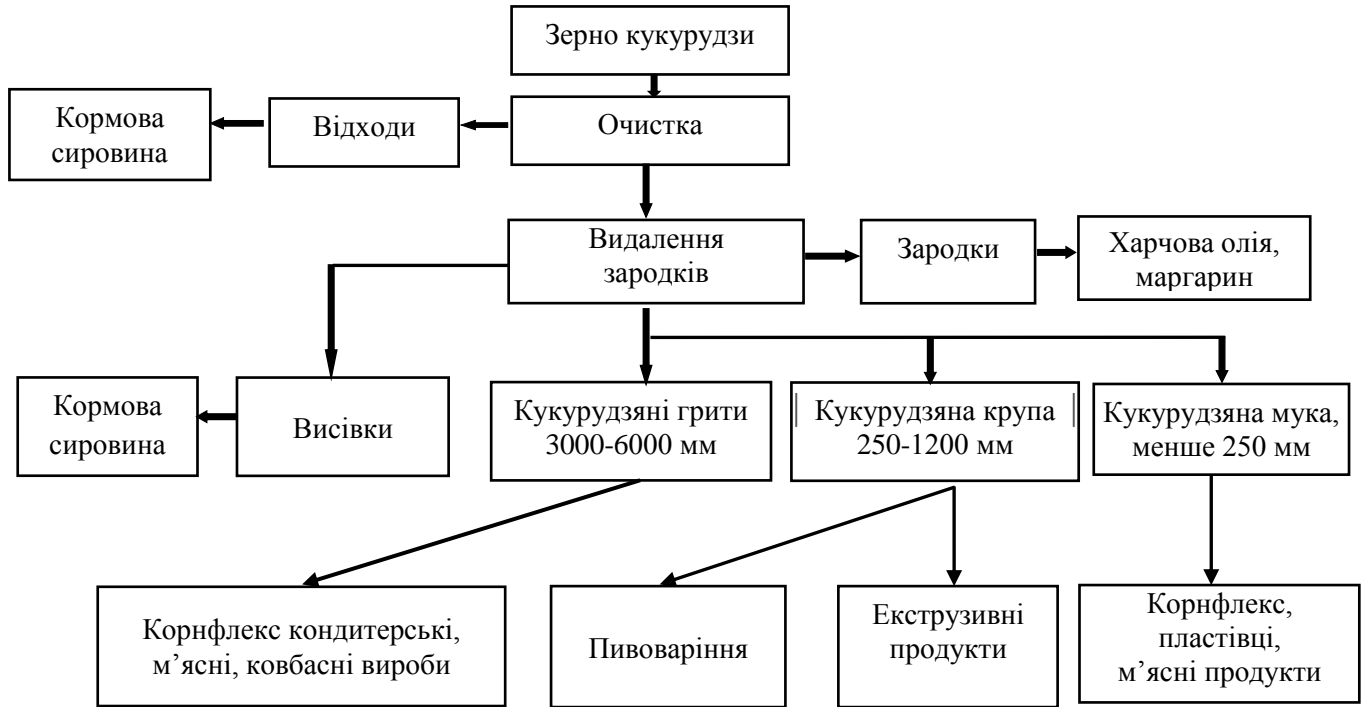 Зерно кукурудзи
Кормова
сировина
Відходи
Очистка
Видалення
зародків
Зародки
Харчова олія,
маргарин
Кормова
сировина
Висівки
Кукурудзяні грити
3000-6000 мм
Кукурудзяна крупа
250-1200 мм
Кукурудзяна мука,
менше 250 мм
Корнфлекс кондитерські,
м’ясні, ковбасні вироби
Пивоваріння
Екструзивні
продукти
Корнфлекс,
пластівці,
м’ясні продукти